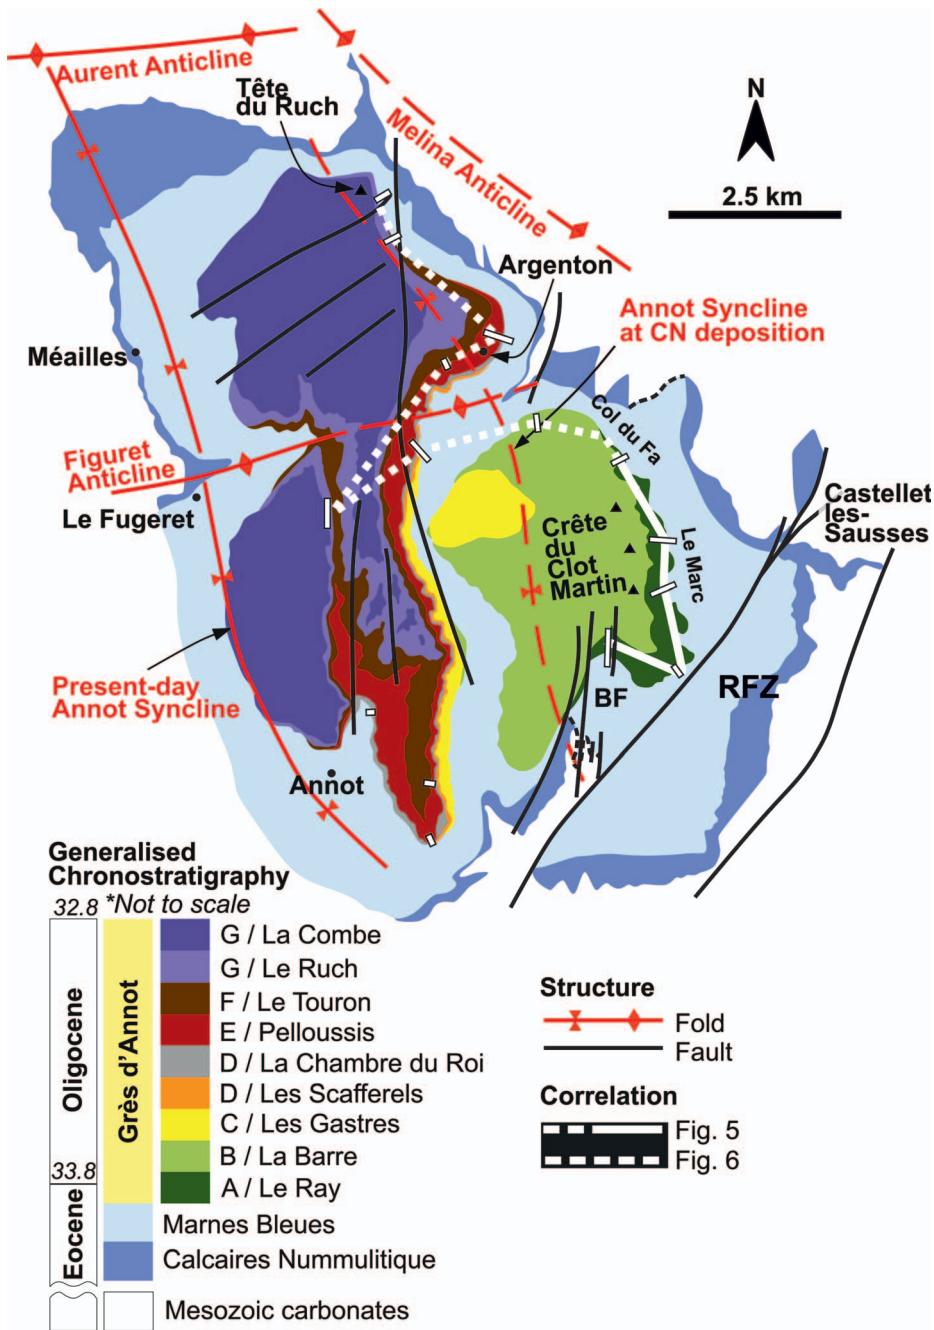 Aurent Anticline
Tête
du Ruch
Melina Anticline
N
2.5 km
Argenton
Annot Syncline
at CN deposition
Méailles
Col du Fa
Figuret
Anticline
Le Fugeret
Castellet
les-
Sausses
Crête
du
Clot
Martin
Le Marc
Present-day
Annot Syncline
BF
RFZ
Annot
Generalised
Chronostratigraphy
*Not to scale
32.8
33.8
Oligocene
Eocene
Grès d'Annot
G / La Combe
G / Le Ruch
F / Le Touron
E / Pelloussis
D / La Chambre du Roi
D / Les Scafferels
C / Les Gastres
B / La Barre
A / Le Ray
Marnes Bleues
Calcaires Nummulitique
Mesozoic carbonates
Structure
Fold
Fault
Correlation
Fig. 5
Fig. 6